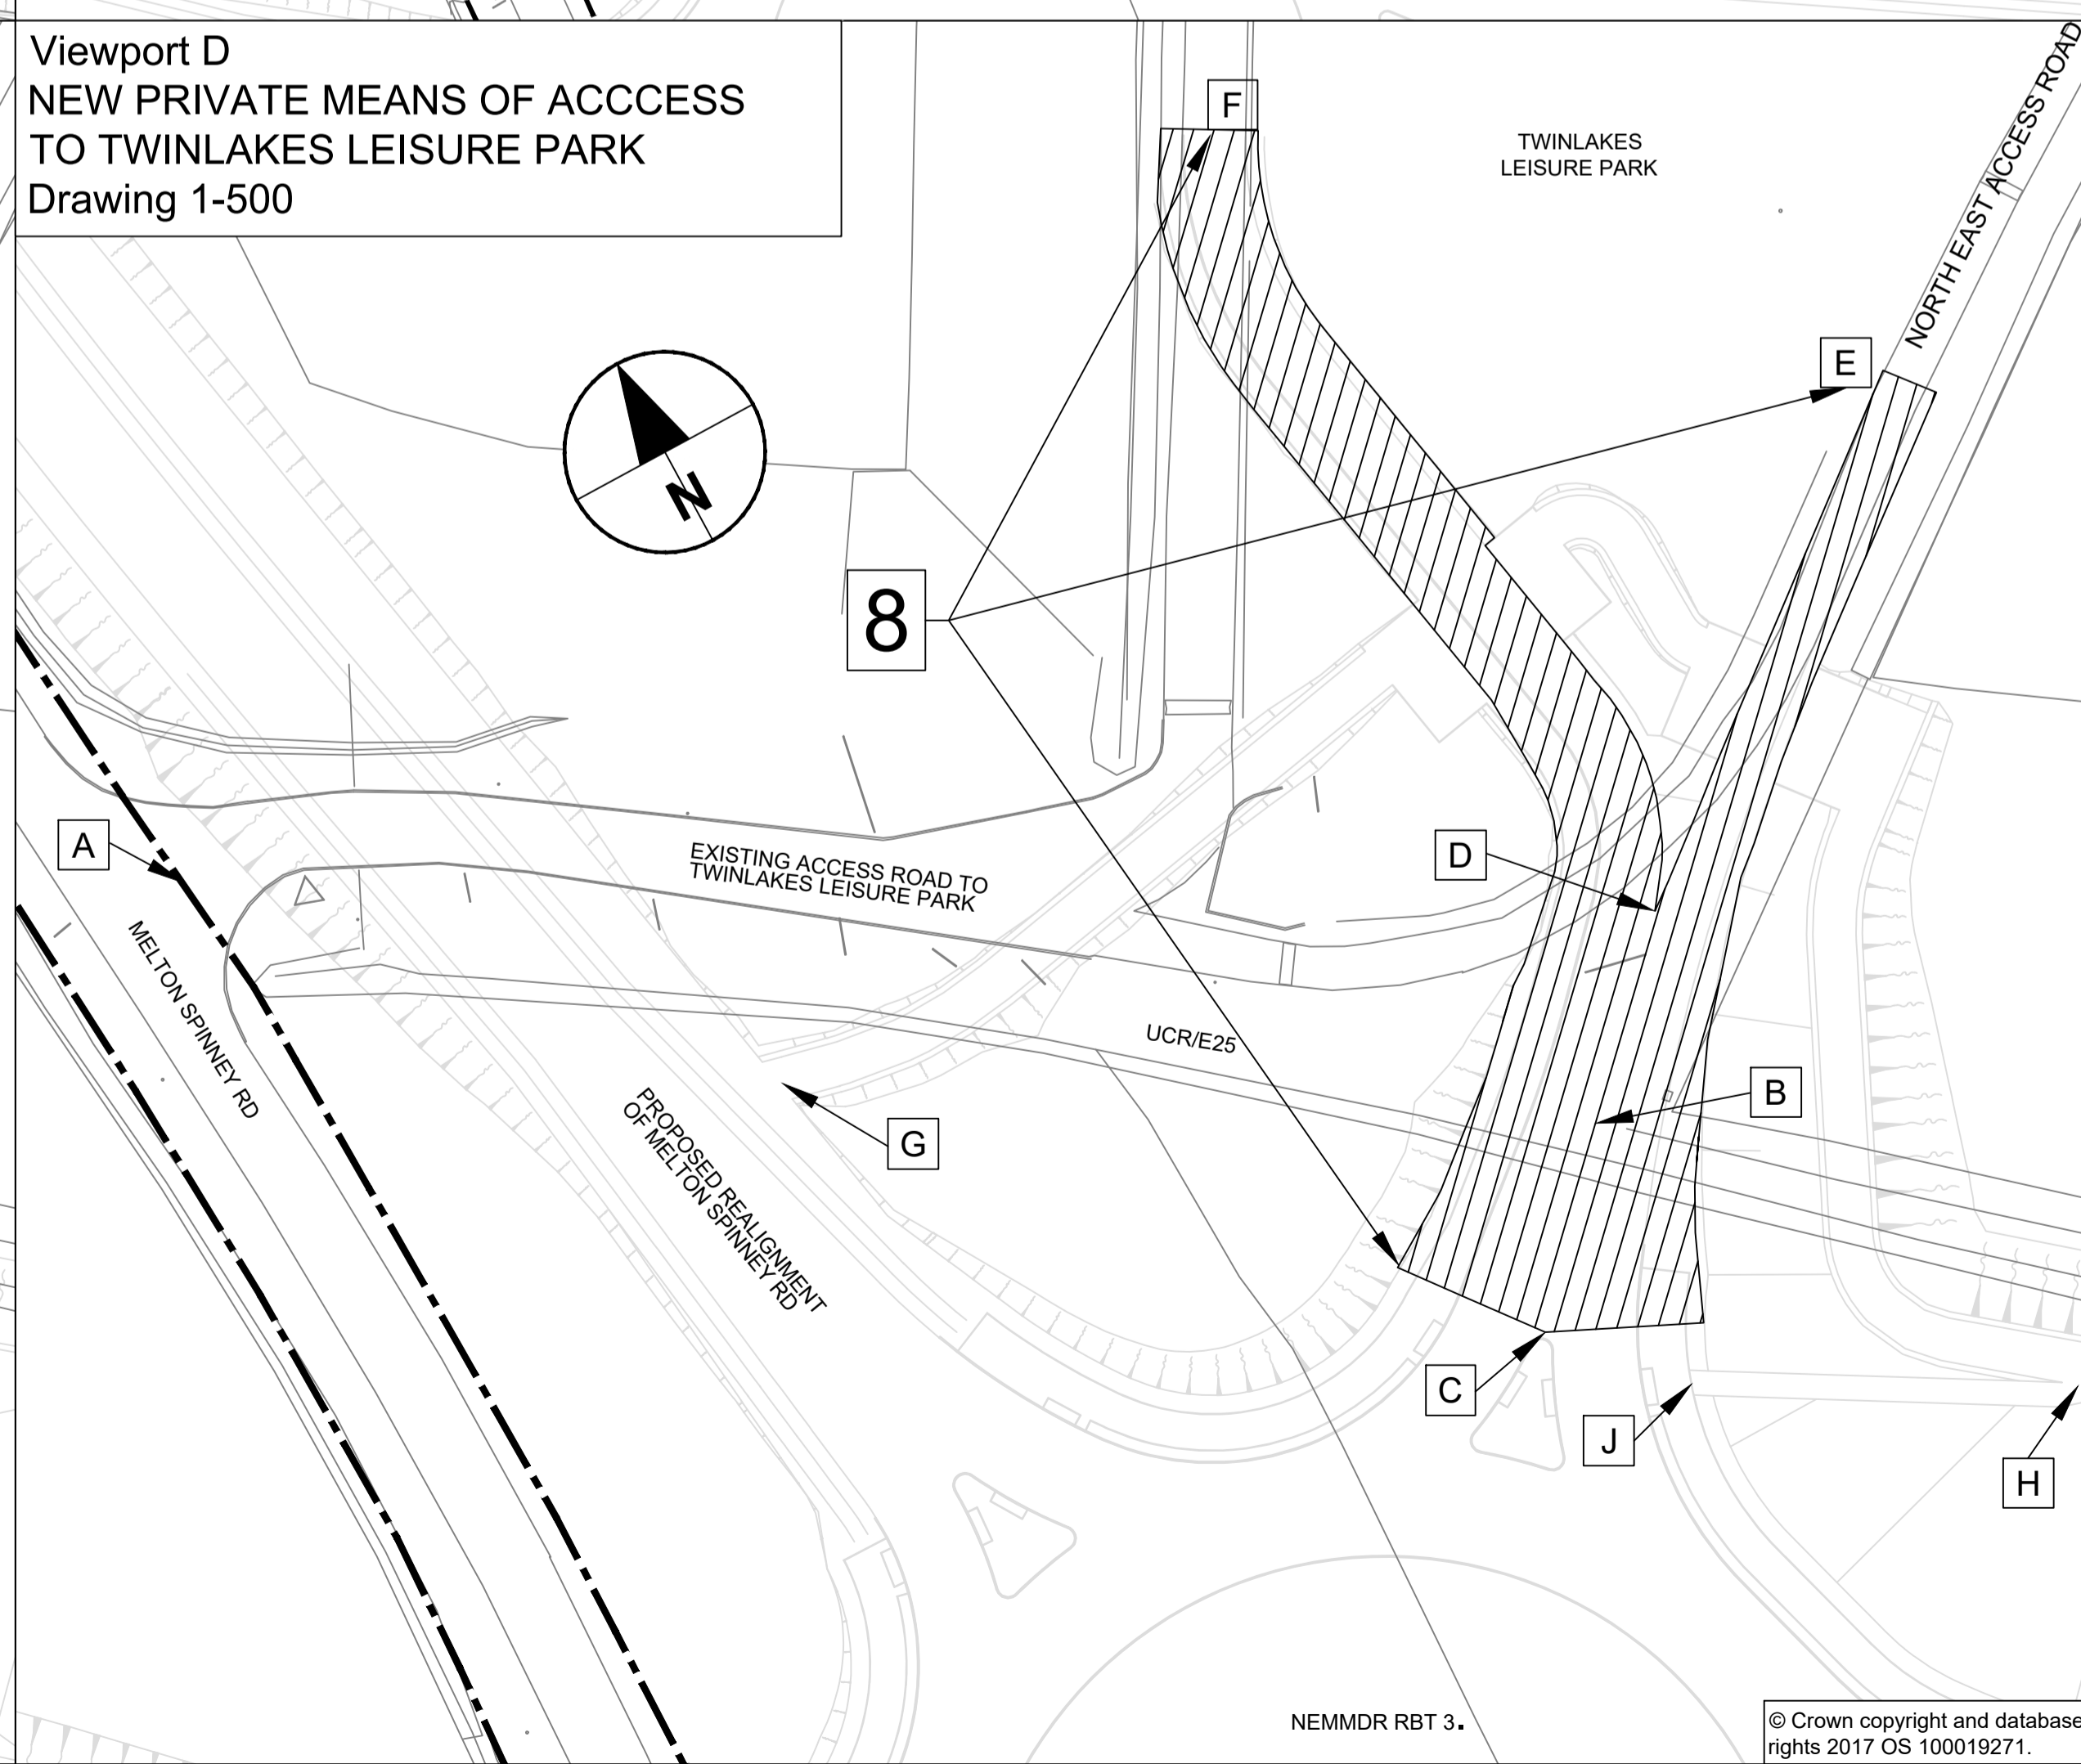 Viewport D
NEW PRIVATE MEANS OF ACCCESS
TO TWINLAKES LEISURE PARK
Drawing 1-500
F
TWINLAKES
LEISURE PARK
NORTH EAST ACCESS ROAD
E
N
8
A
EXISTING ACCESS ROAD TO
TWINLAKES LEISURE PARK
D
MELTON SPINNEY RD
UCR/E25
B
G
PROPOSED REALIGNMENT
OF MELTON SPINNEY RD
C
J
H
NEMMDR RBT 3.
© Crown copyright and database
rights 2017 OS 100019271.